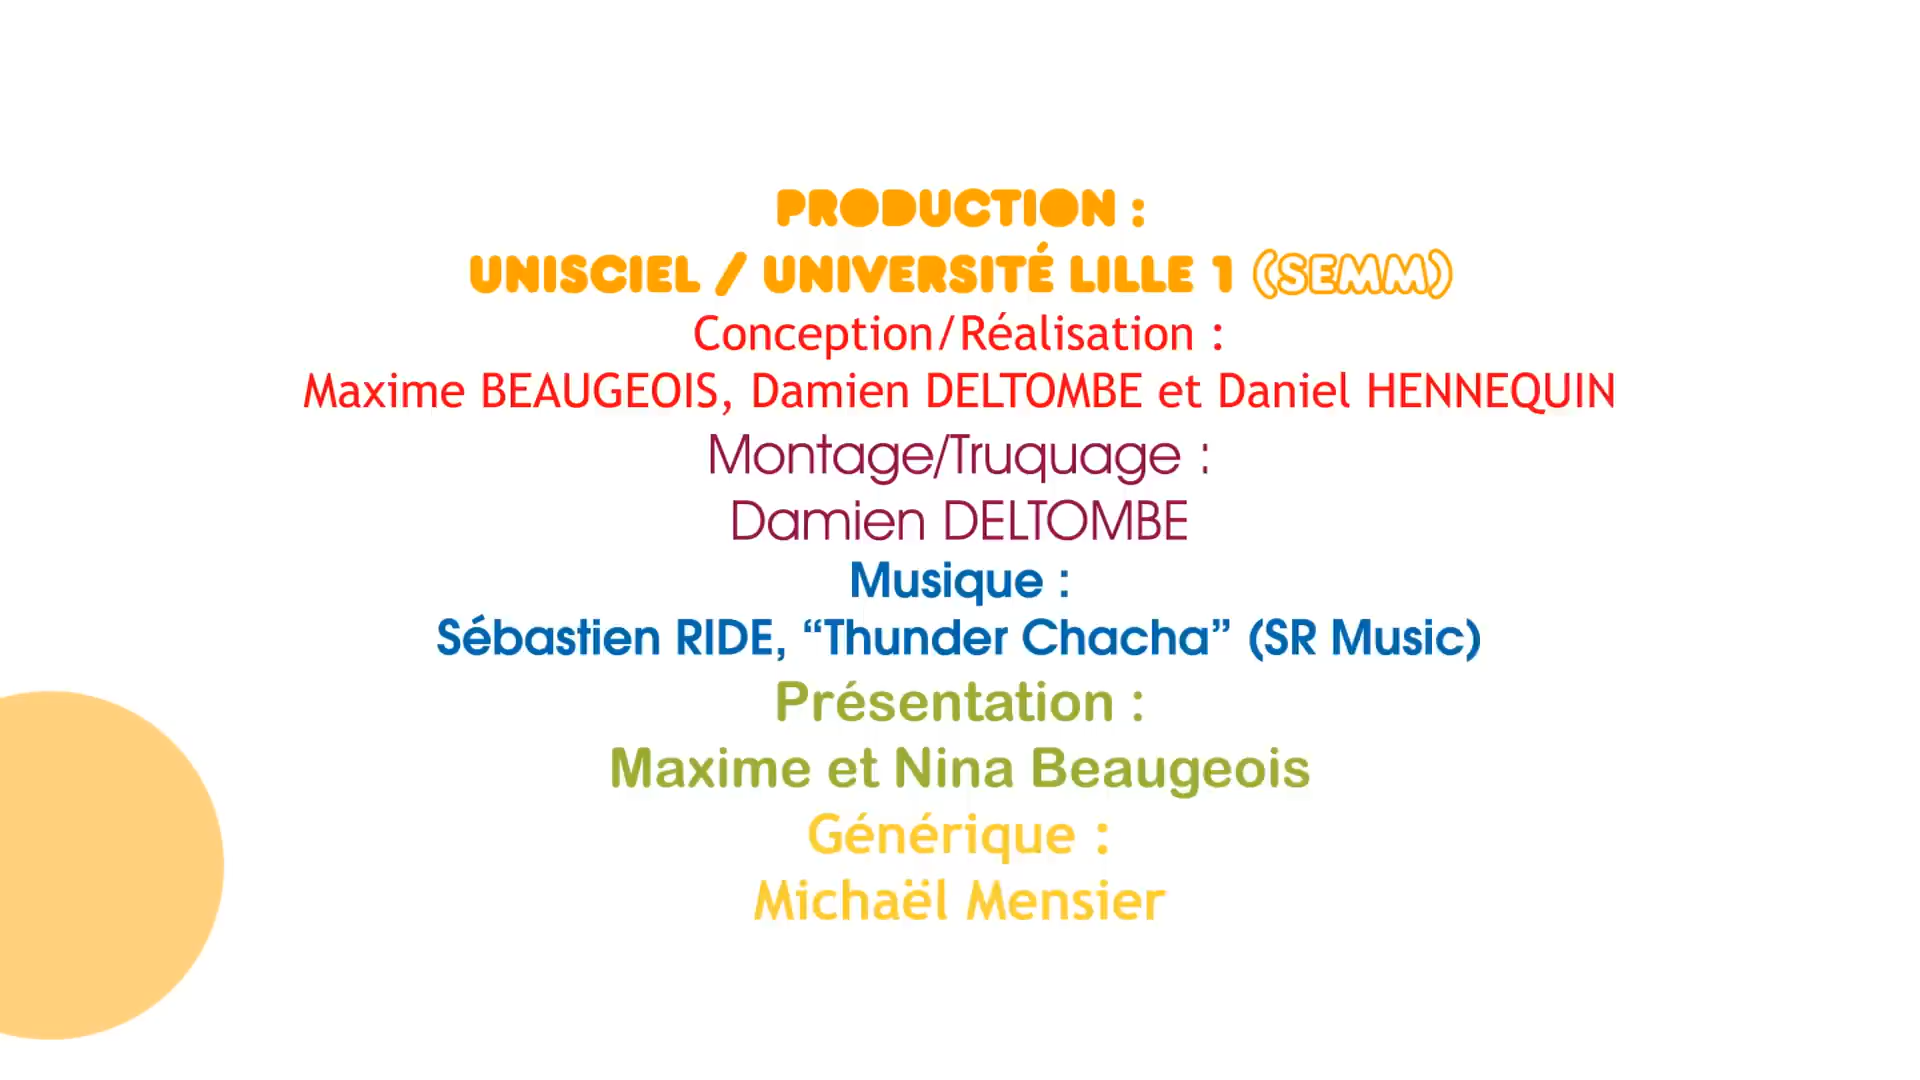 PRODUCTION :
UNISCIEL / UNIVERSITÉ LILLE 1 (SEMM)
Conception/Réalisation :
Maxime BEAUGEOIS, Damien DELTOMBE et Daniel HENNEQUIN
Montage/Truquage :
Damien DELTOMBE
Musique :
Sébastien RIDE, “Thunder Chacha” (SR Music)
Présentation :
Maxime et Nina Beaugeois
Générique :
Michaël Mensier